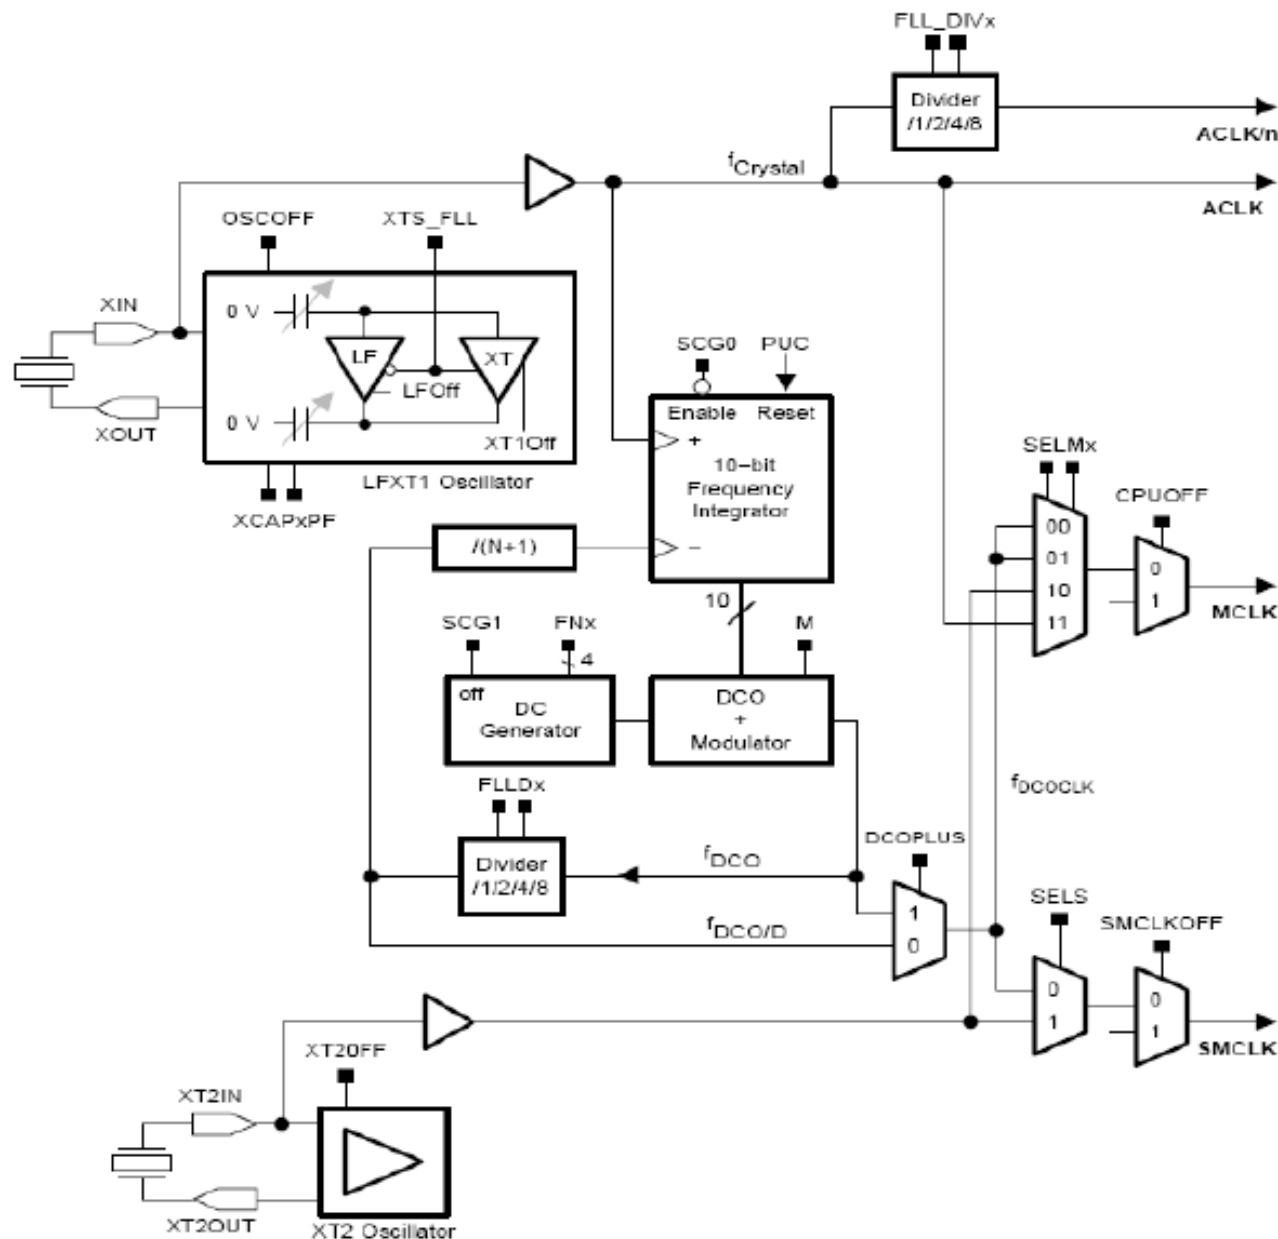 FLL_DIVx
Divider
/1/2/4/8
ACLK/n
fCrystal
ACLK
OSCOFF
XTS_FLL
XIN
0 V
LF
XT
LFOff
0 V
XT1Off
XOUT
LFXT1 Oscillator
XCAPxPF
SCG0
PUC
Enable
Reset
+
10-bit
Frequency
Integrator
-
/(N+1)
10
SELMx
00
01
10
11
CPUOFF
0
1
MCLK
SCG1
FNx
4
M
off
DC
Generator
DCO
+
Modulator
fDCOCLK
FLLDx
Divider
/1/2/4/8
fDCO
fDCO/D
DCOPLUS
1
0
SELS
0
1
SMCLKOFF
0
1
SMCLK
XT2OFF
XT2IN
XT2OUT
XT2 Oscillator